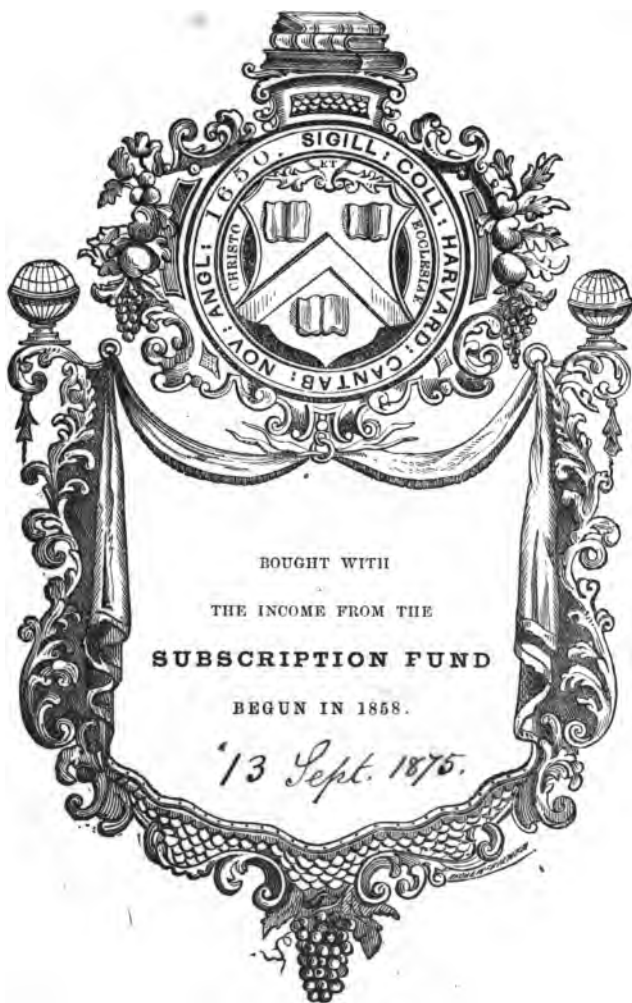 SIGILL: COLL: HARVARD: CANTAB: NOV: ANGL: 1650.
ET
CHRISTO
ECCLESIAE
BOUGHT WITH
THE INCOME FROM THE
SUBSCRIPTION FUND
BEGUN IN 1858.
13 Sept. 1875.